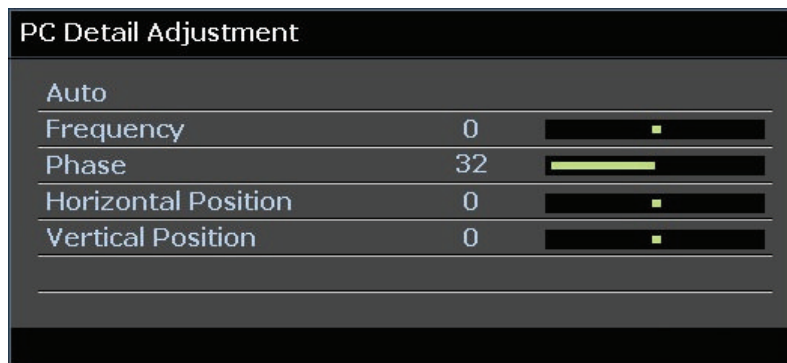 PC Detail Adjustment
Auto
Frequency 0
Phase 32
Horizontal Position 0
Vertical Position 0